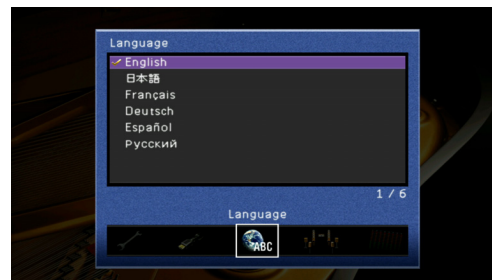 Language
English
日本語
Français
Deutsch
Español
Русский
1 / 6
Language
ABC